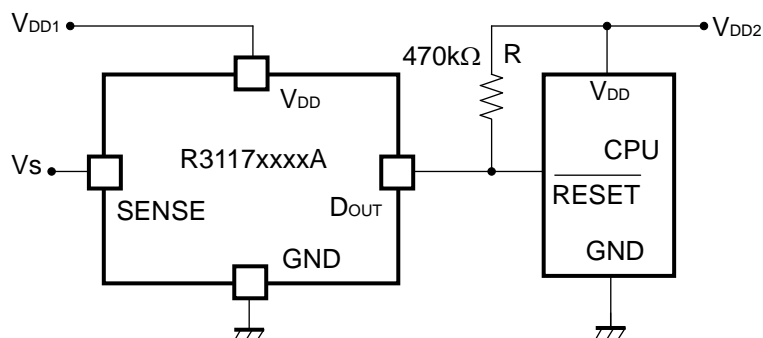 VDD1
VDD2
470kΩ R
VDD
VDD
R3117xxxxA
CPU
Vs
SENSE
DOUT
RESET
GND
GND